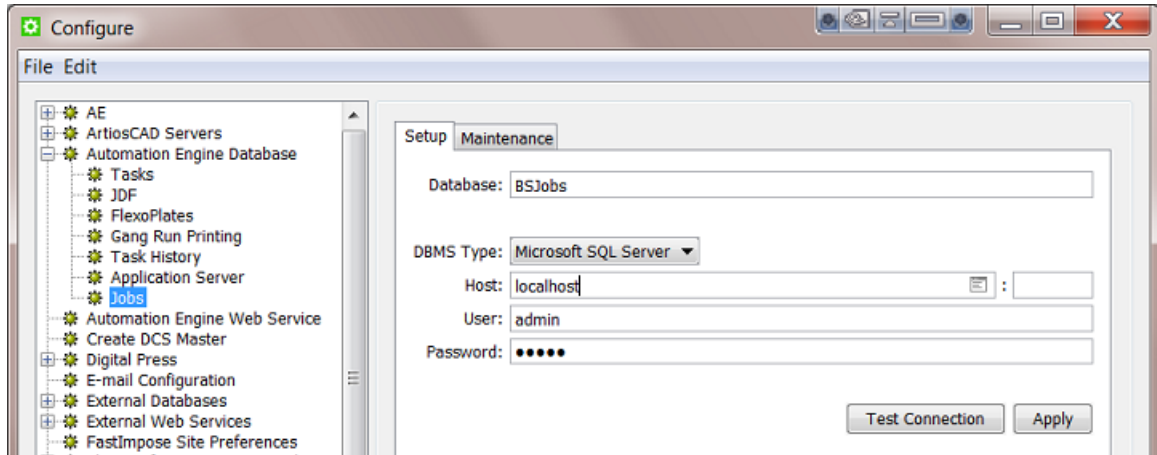 Configure
File Edit
AE
ArtiosCAD Servers
Automation Engine Database
Tasks
JDF
FlexoPlates
Gang Run Printing
Task History
Application Server
Jobs
Automation Engine Web Service
Create DCS Master
Digital Press
E-mail Configuration
External Databases
External Web Services
FastImpose Site Preferences
Setup Maintenance
Database: BSJobs
DBMS Type: Microsoft SQL Server
Host: localhost :
User: admin
Password: •••••
Test Connection Apply